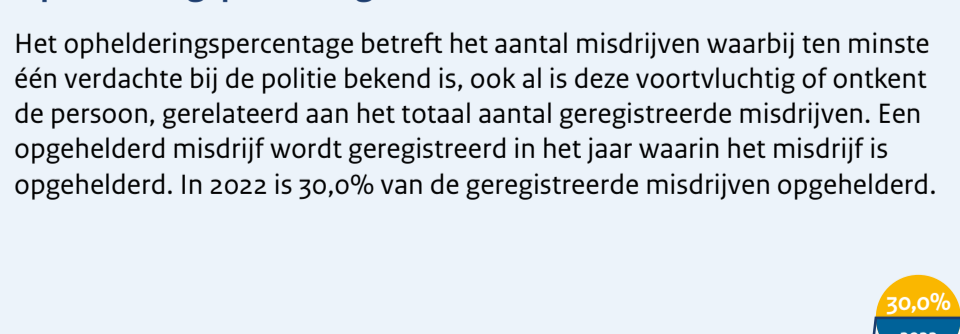 Het ophelderingspercentage betreft het aantal misdrijven waarbij ten minste
één verdachte bij de politie bekend is, ook al is deze voortvluchtig of ontkent
de persoon, gerelateerd aan het totaal aantal geregistreerde misdrijven. Een
opgehelderd misdrijf wordt geregistreerd in het jaar waarin het misdrijf is
opgehelderd. In 2022 is 30,0% van de geregistreerde misdrijven opgehelderd.
30,0%